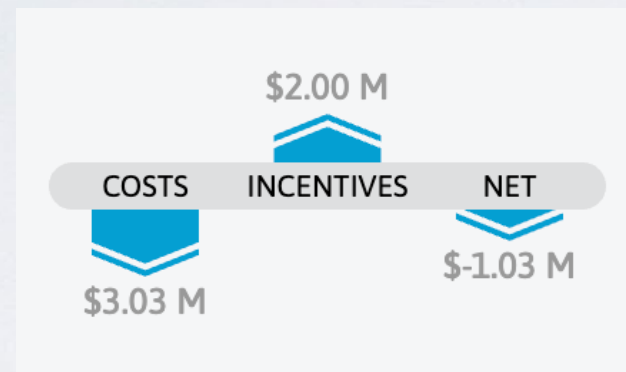 $2.00 M
COSTS INCENTIVES NET
$-1.03 M
$3.03 M